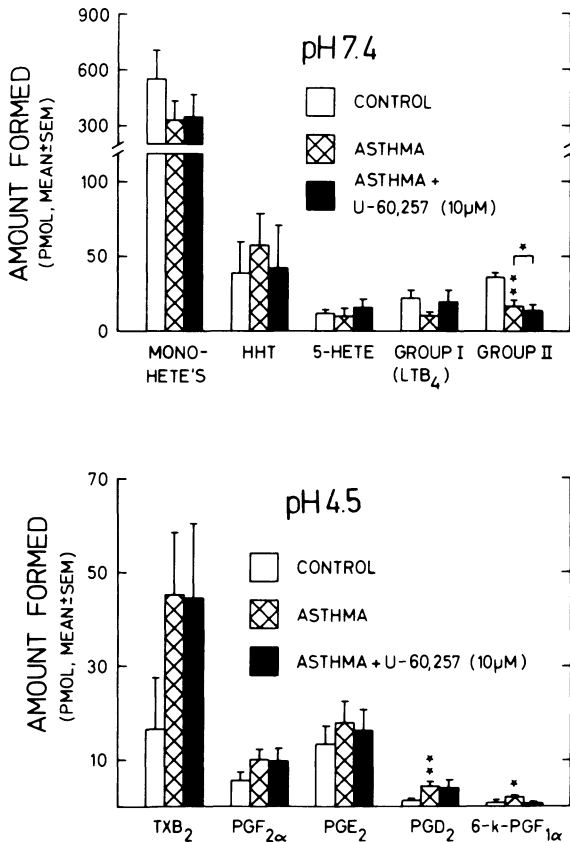 AMOUNT FORMED
(PMOL, MEAN±SEM)
900
600
300
100
50
0
pH 7.4
CONTROL
ASTHMA
ASTHMA +
U-60,257 (10µM)
*
**
MONO-
HETE'S
HHT
5-HETE
GROUP I
(LTB4)
GROUP II
AMOUNT FORMED
(PMOL, MEAN±SEM)
70
50
30
10
pH 4.5
CONTROL
ASTHMA
ASTHMA + U-60,257 (10µM)
**
*
TXB2
PGF2α
PGE2
PGD2
6-k-PGF1α